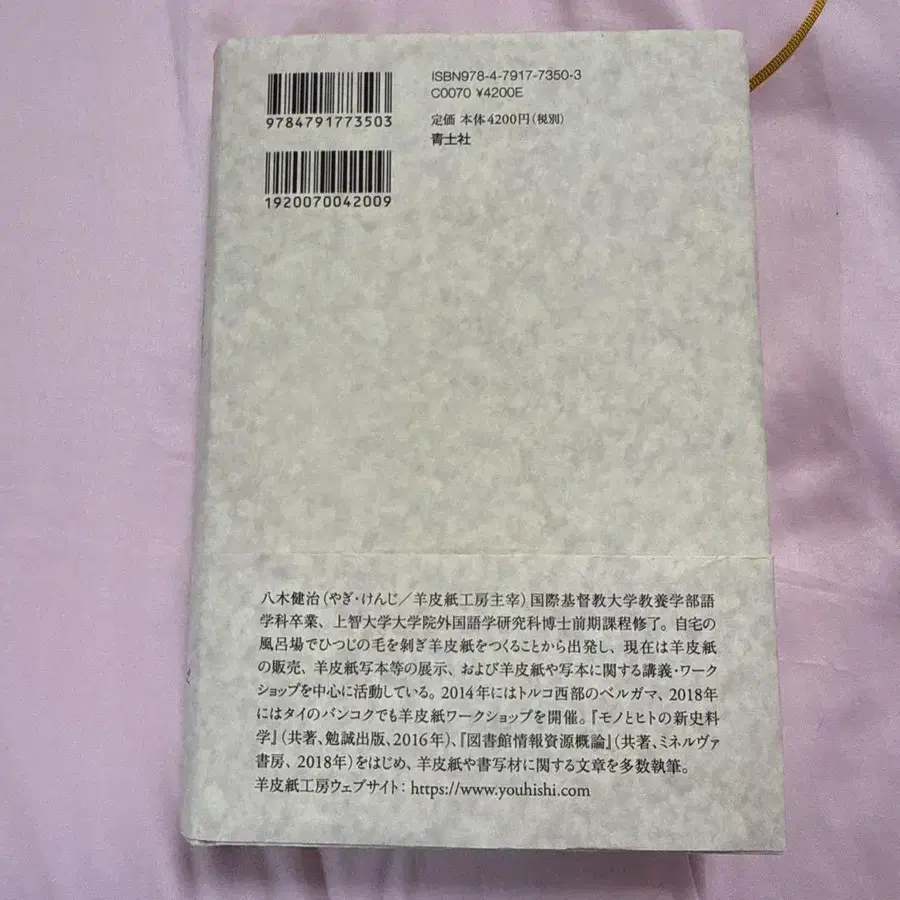 ISBN978-4-7917-7350-3
C0070 ¥4200E
9784791773503
定価 本体4200円(税別)
青土社
1920070042009
八木健治(やぎ・けんじ/羊皮紙工房主宰)国際基督教大学教養学部語
学科卒業、上智大学大学院外国語学研究科博士前期課程修了。自宅の
風呂場でひつじの毛を剝ぎ羊皮紙をつくることから出発し、現在は羊皮紙
の販売、羊皮紙写本等の展示、および羊皮紙や写本に関する講義・ワーク
ショップを中心に活動している。2014年にはトルコ西部のベルガマ、2018年
にはタイのバンコクでも羊皮紙ワークショップを開催。『モノとヒトの新史料
学』(共著、勉誠出版、2016年)、『図書館情報資源概論』(共著、ミネルヴァ
書房、2018年)をはじめ、羊皮紙や書写材に関する文章を多数執筆。
羊皮紙工房ウェブサイト:https://www.youhishi.com